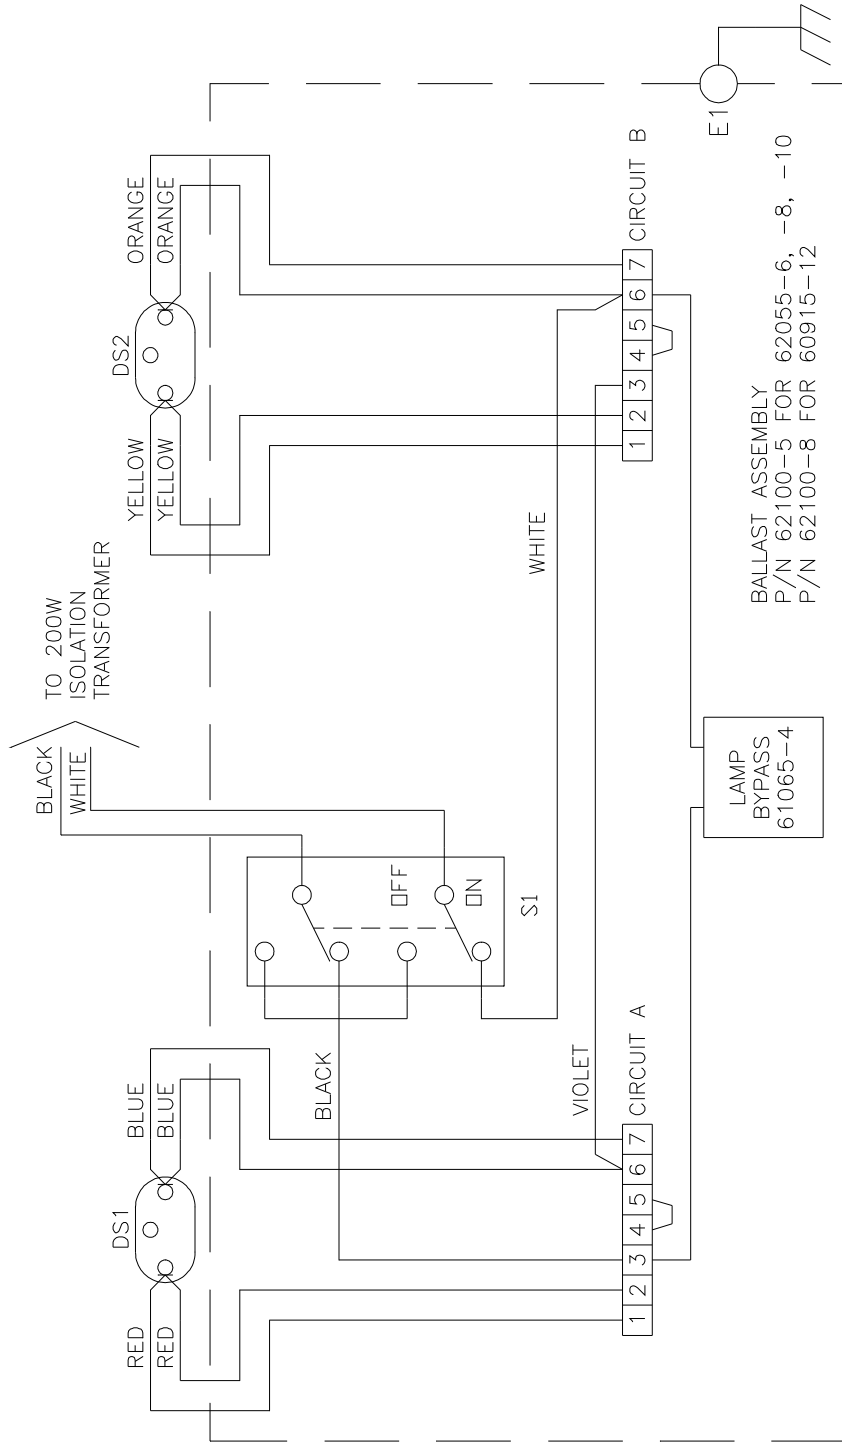 TO 200W
ISOLATION
TRANSFORMER
BLACK
WHITE
DS1
RED
RED
BLUE
BLUE
DS2
YELLOW
YELLOW
ORANGE
ORANGE
OFF
ON
S1
BLACK
WHITE
VIOLET
1 2 3 4 5 6 7
CIRCUIT A
1 2 3 4 5 6 7
CIRCUIT B
LAMP
BYPASS
61065-4
E1
BALLAST ASSEMBLY
P/N 62100-5 FOR 62055-6, -8, -10
P/N 62100-8 FOR 60915-12